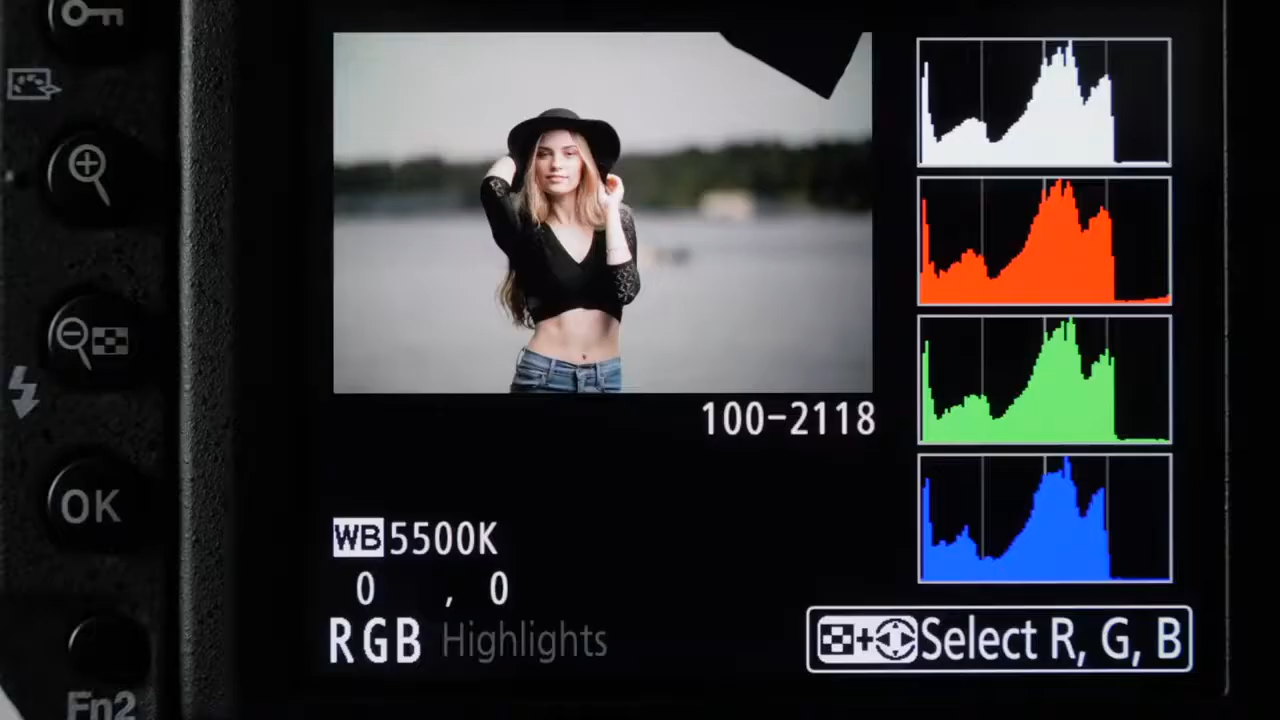 100-2118
WB 5500K
0 , 0
RGB Highlights
Select R, G, B
OK
Fn2